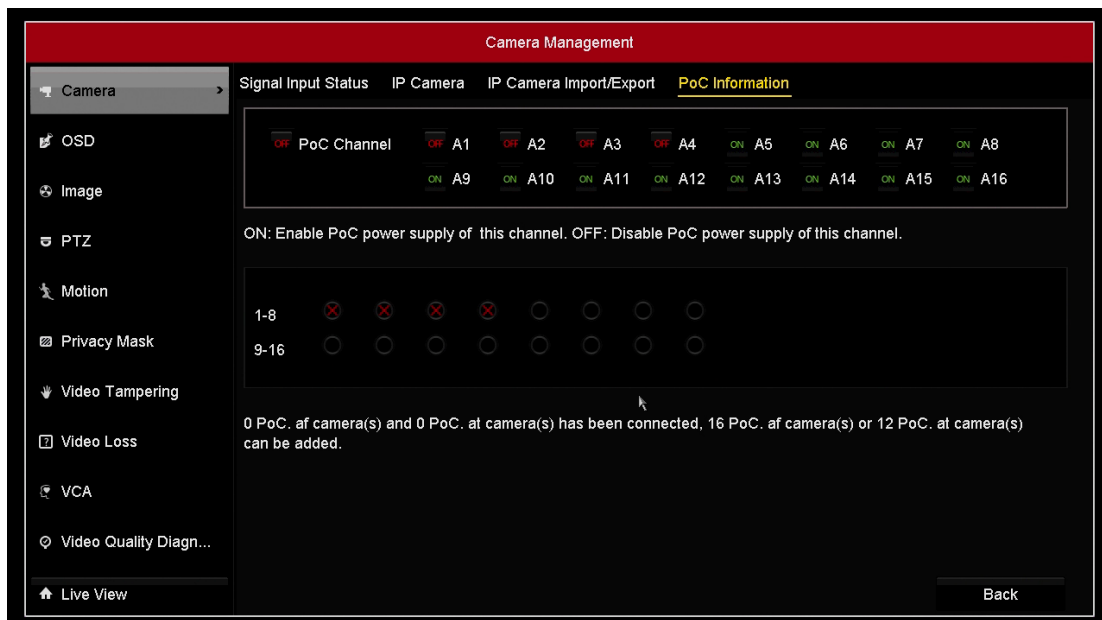 Camera Management
Camera >
OSD
Image
PTZ
Motion
Privacy Mask
Video Tampering
Video Loss
VCA
Video Quality Diagn...
Live View
Signal Input Status IP Camera IP Camera Import/Export PoC Information
OFF PoC Channel OFF A1 OFF A2 OFF A3 OFF A4 ON A5 ON A6 ON A7 ON A8
ON A9 ON A10 ON A11 ON A12 ON A13 ON A14 ON A15 ON A16
ON: Enable PoC power supply of this channel. OFF: Disable PoC power supply of this channel.
1-8
9-16
0 PoC. af camera(s) and 0 PoC. at camera(s) has been connected, 16 PoC. af camera(s) or 12 PoC. at camera(s)
can be added.
Back